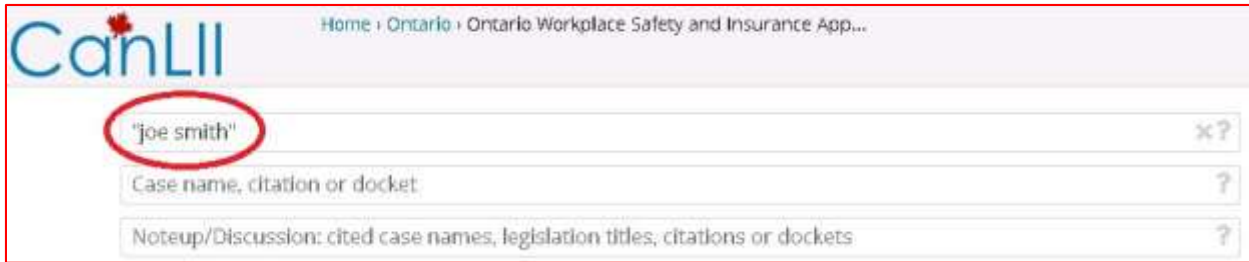 CanLII
Home › Ontario › Ontario Workplace Safety and Insurance App...
"joe smith"
×?
Case name, citation or docket
?
Noteup/Discussion: cited case names, legislation titles, citations or dockets
?